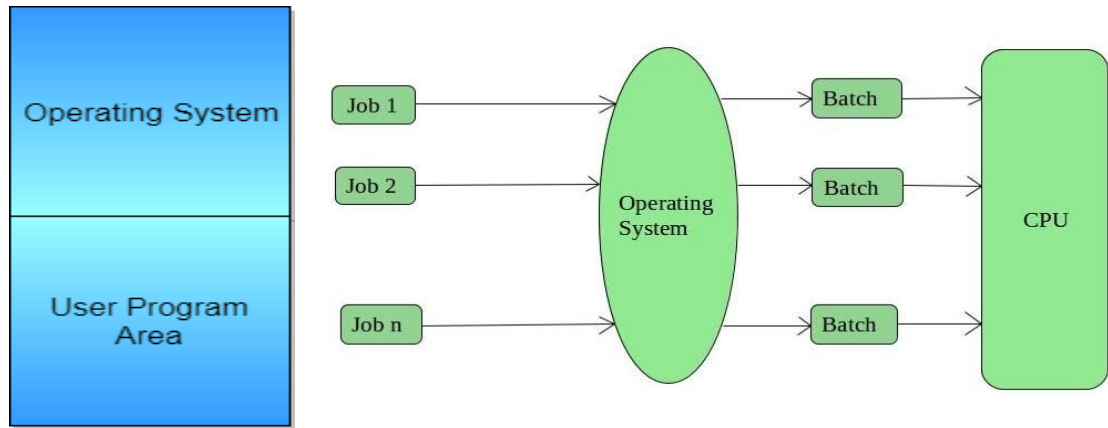 Operating System
User Program
Area
Job 1
Job 2
Job n
Operating
System
Batch
Batch
Batch
CPU